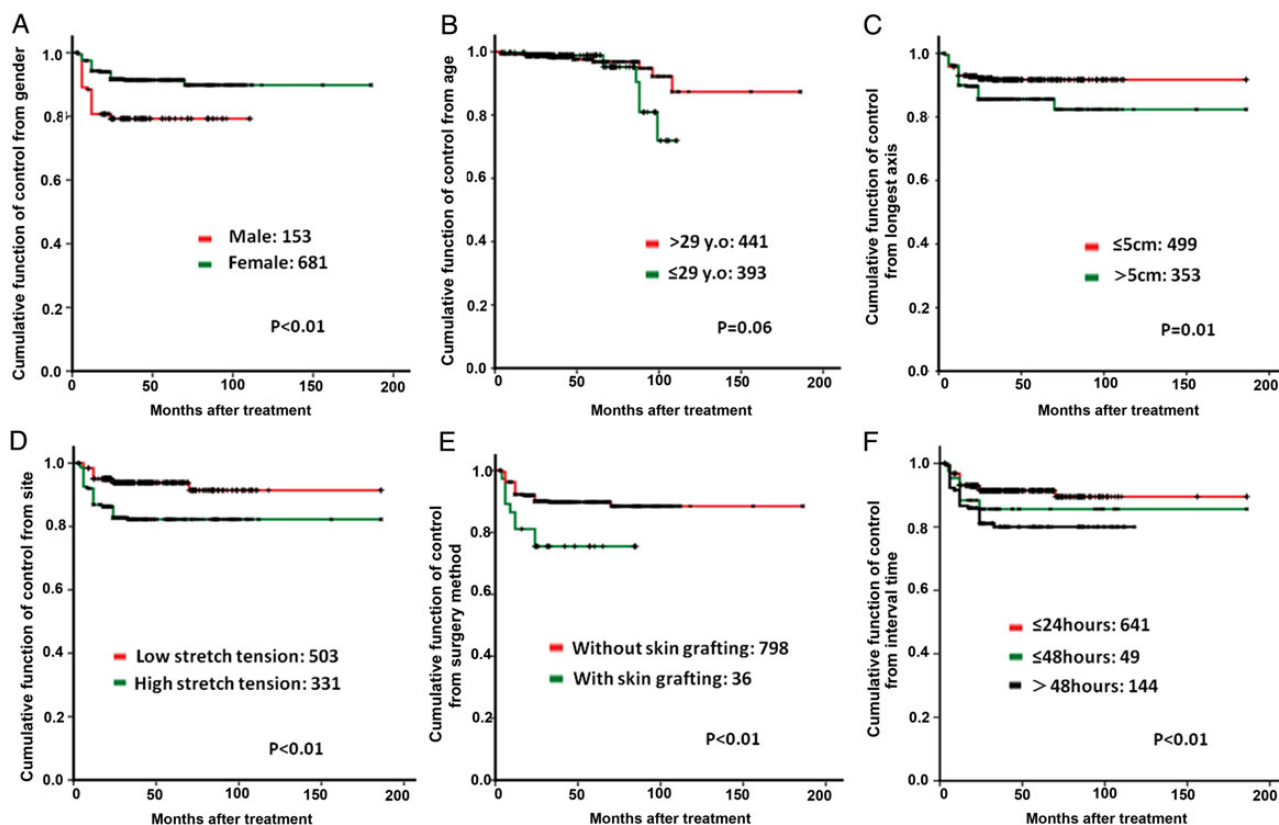 A
Cumulative function of control from gender
1.0
0.8
0.6
0.4
0.2
0.0
Male: 153
Female: 681
P<0.01
0 50 100 150 200
Months after treatment
B
Cumulative function of control from age
1.0
0.8
0.6
0.4
0.2
0.0
>29 y.o: 441
≤29 y.o: 393
P=0.06
0 50 100 150 200
Months after treatment
C
Cumulative function of control
from longest axis
1.0
0.8
0.6
0.4
0.2
0.0
≤5cm: 499
>5cm: 353
P=0.01
0 50 100 150 200
Months after treatment
D
Cumulative function of control from site
1.0
0.8
0.6
0.4
0.2
0.0
Low stretch tension: 503
High stretch tension: 331
P<0.01
0 50 100 150 200
Months after treatment
E
Cumulative function of control
from surgery method
1.0
0.8
0.6
0.4
0.2
0.0
Without skin grafting: 798
With skin grafting: 36
P<0.01
0 50 100 150 200
Months after treatment
F
Cumulative function of control
from interval time
1.0
0.8
0.6
0.4
0.2
0.0
≤24hours: 641
≤48hours: 49
>48hours: 144
P<0.01
0 50 100 150 200
Months after treatment